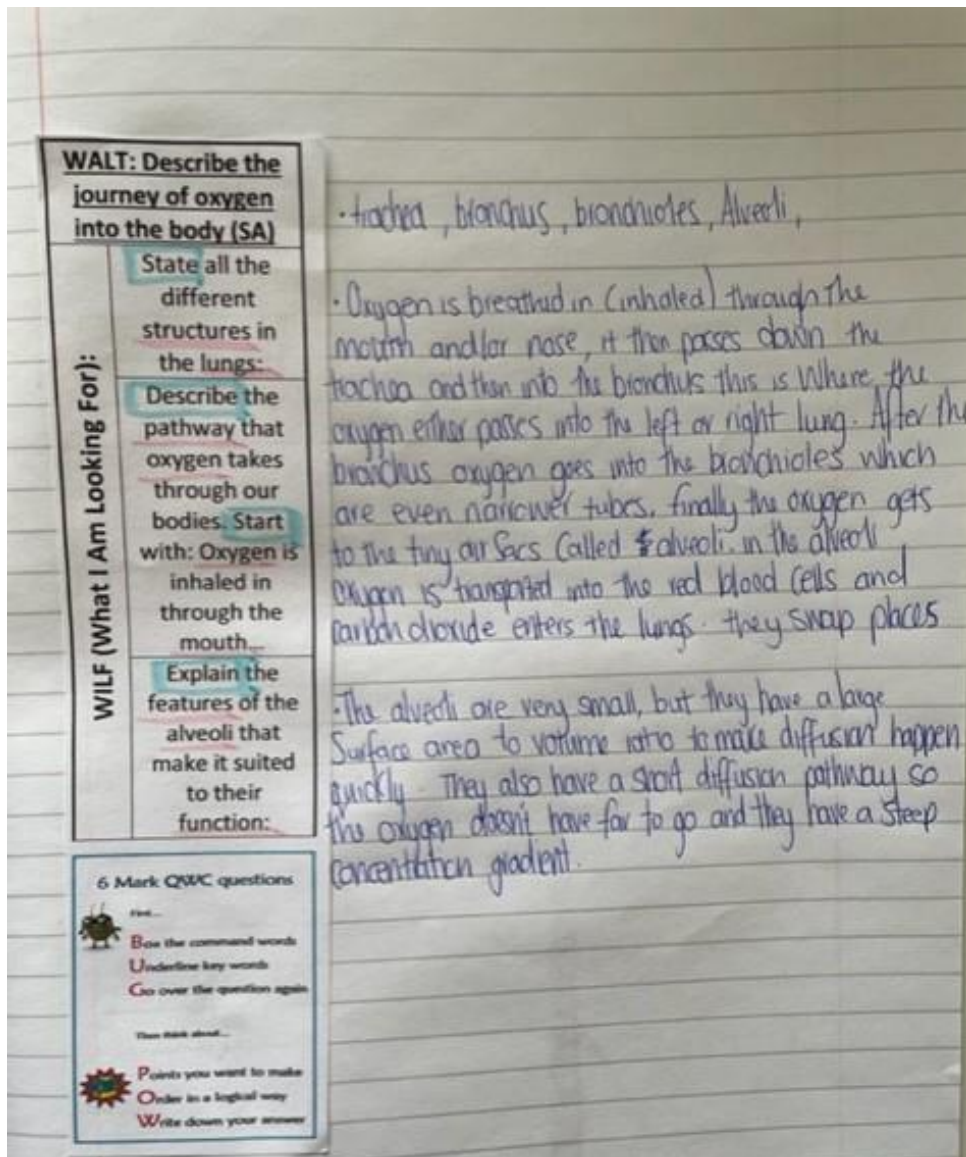 WALT: Describe the
journey of oxygen
into the body (SA)
WILF (What I Am Looking For):
State all the
different
structures in
the lungs:
Describe the
pathway that
oxygen takes
through our
bodies. Start
with: Oxygen is
inhaled in
through the
mouth...
Explain the
features of the
alveoli that
make it suited
to their
function:
6 Mark QWC questions
First...
Box the command words
Underline key words
Go over the question again
Then think about...
Points you want to make
Order in a logical way
Write down your answer
· trachea, bronchus, bronchioles, Alveoli,
· Oxygen is breathed in (inhaled) through the
mouth and/or nose, it then passes down the
trachea and then into the bronchus this is Where, the
oxygen either passes into the left or right lung. After the
bronchus oxygen goes into the bronchioles which
are even narrower tubes. finally the oxygen gets
to the tiny air Sacs Called alveoli. in the alveoli
oxygen is transported into the red blood cells and
carbon dioxide enters the lungs. they swap places
· The alveoli are very small, but they have a large
Surface area to volume ratio to make diffusion happen
quickly. They also have a short diffusion pathway so
the oxygen doesn't have far to go and they have a steep
concentration gradient.